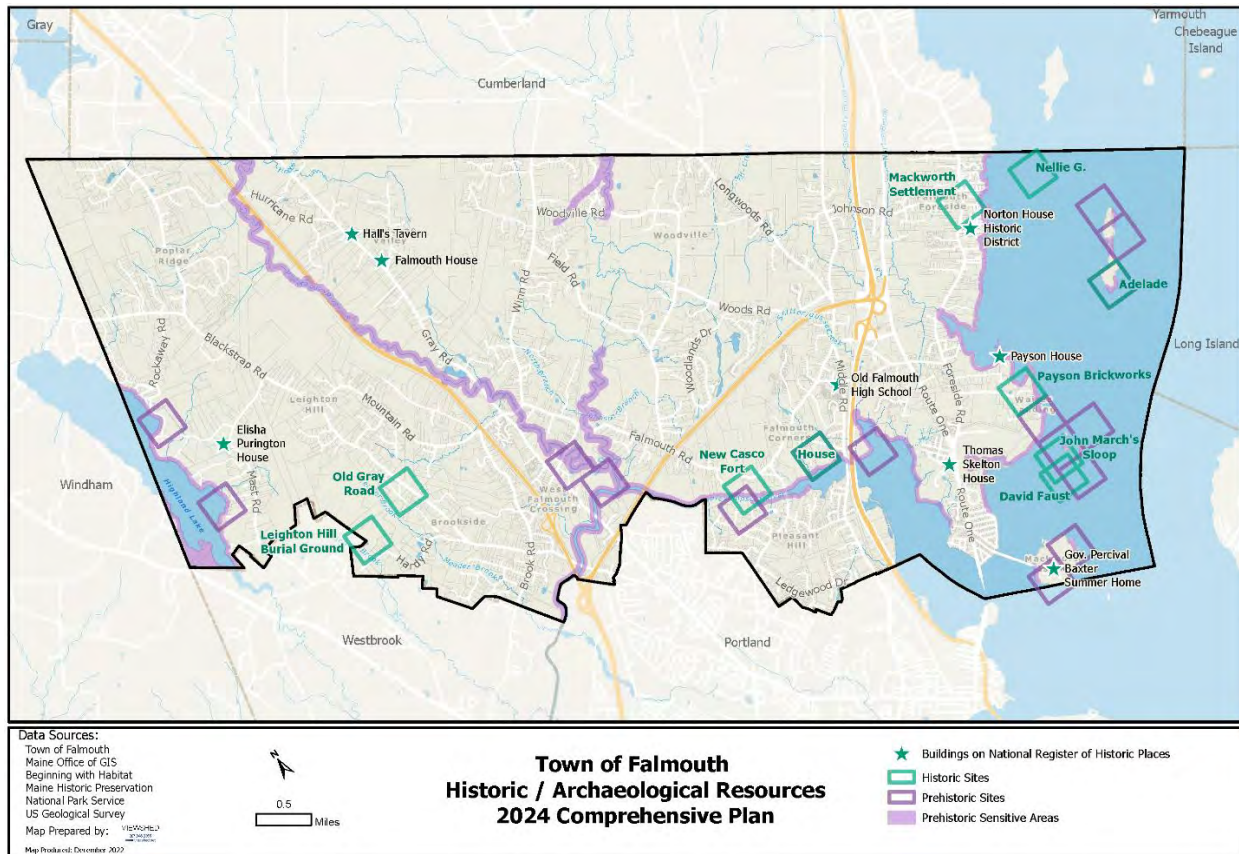 Gray
Yarmouth
Chebeague
Island
Cumberland
Nellie G.
Mackworth
Settlement
Foreside
Norton House
Historic
District
Hurricane Rd
Woodville Rd
Longwoods Rd
Johnson Rd
Hall's Tavern
Valley
Falmouth House
Poplar
Ridge
Woodville
Field Rd
Winn Rd
Adelade
Woods Rd
Long Island
Rockaway Rd
Blackstrap Rd
Gray Rd
Woodlands Dr
Middle Rd
Payson House
Payson Brickworks
Old Falmouth
High School
Route One
Foreside Rd
Leighton
Hill
Mountain Rd
Elisha
Purington
House
Falmouth Rd
Falmouth
Corners
House
John March's
Sloop
New Casco
Fort
Thomas
Skelton
House
David Faust
Windham
Highland Lake
Mast Rd
Old Gray
Road
West
Falmouth
Crossing
Brookside
Leighton Hill
Burial Ground
Hardy Rd
Brook Rd
Pleasant
Hill
Ledgewood Dr
Route One
Gov. Percival
Baxter
Summer Home
Westbrook
Portland
Data Sources:
Town of Falmouth
Maine Office of GIS
Beginning with Habitat
Maine Historic Preservation
National Park Service
US Geological Survey
Map Prepared by: VIEWSHED
Map Produced: December 2022
N
0.5
Miles
Town of Falmouth
Historic / Archaeological Resources
2024 Comprehensive Plan
Buildings on National Register of Historic Places
Historic Sites
Prehistoric Sites
Prehistoric Sensitive Areas